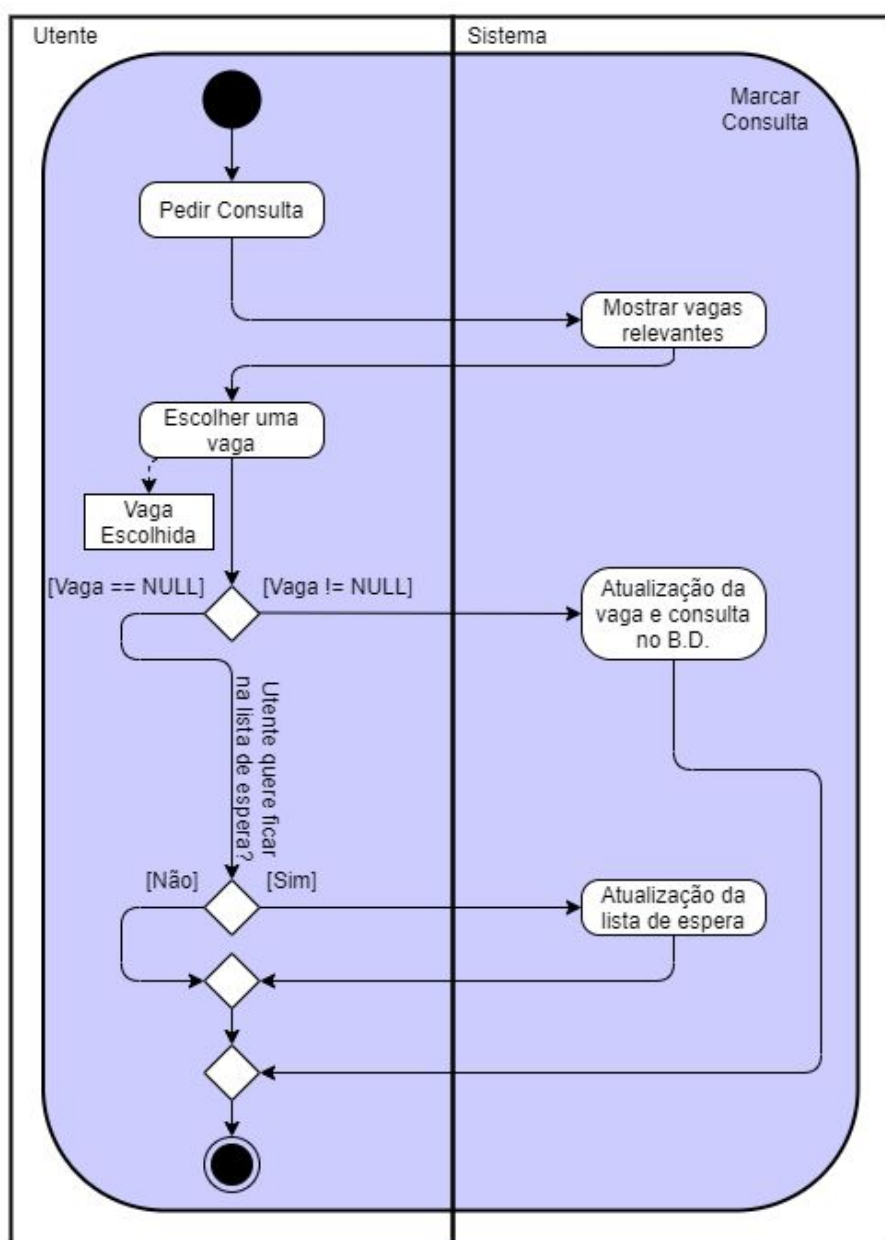 Utente
Sistema
Marcar
Consulta
Pedir Consulta
Mostrar vagas
relevantes
Escolher uma
vaga
Vaga
Escolhida
[Vaga == NULL]
[Vaga != NULL]
Atualização da
vaga e consulta
no B.D.
Utente quere ficar
na lista de espera?
[Não]
[Sim]
Atualização da
lista de espera